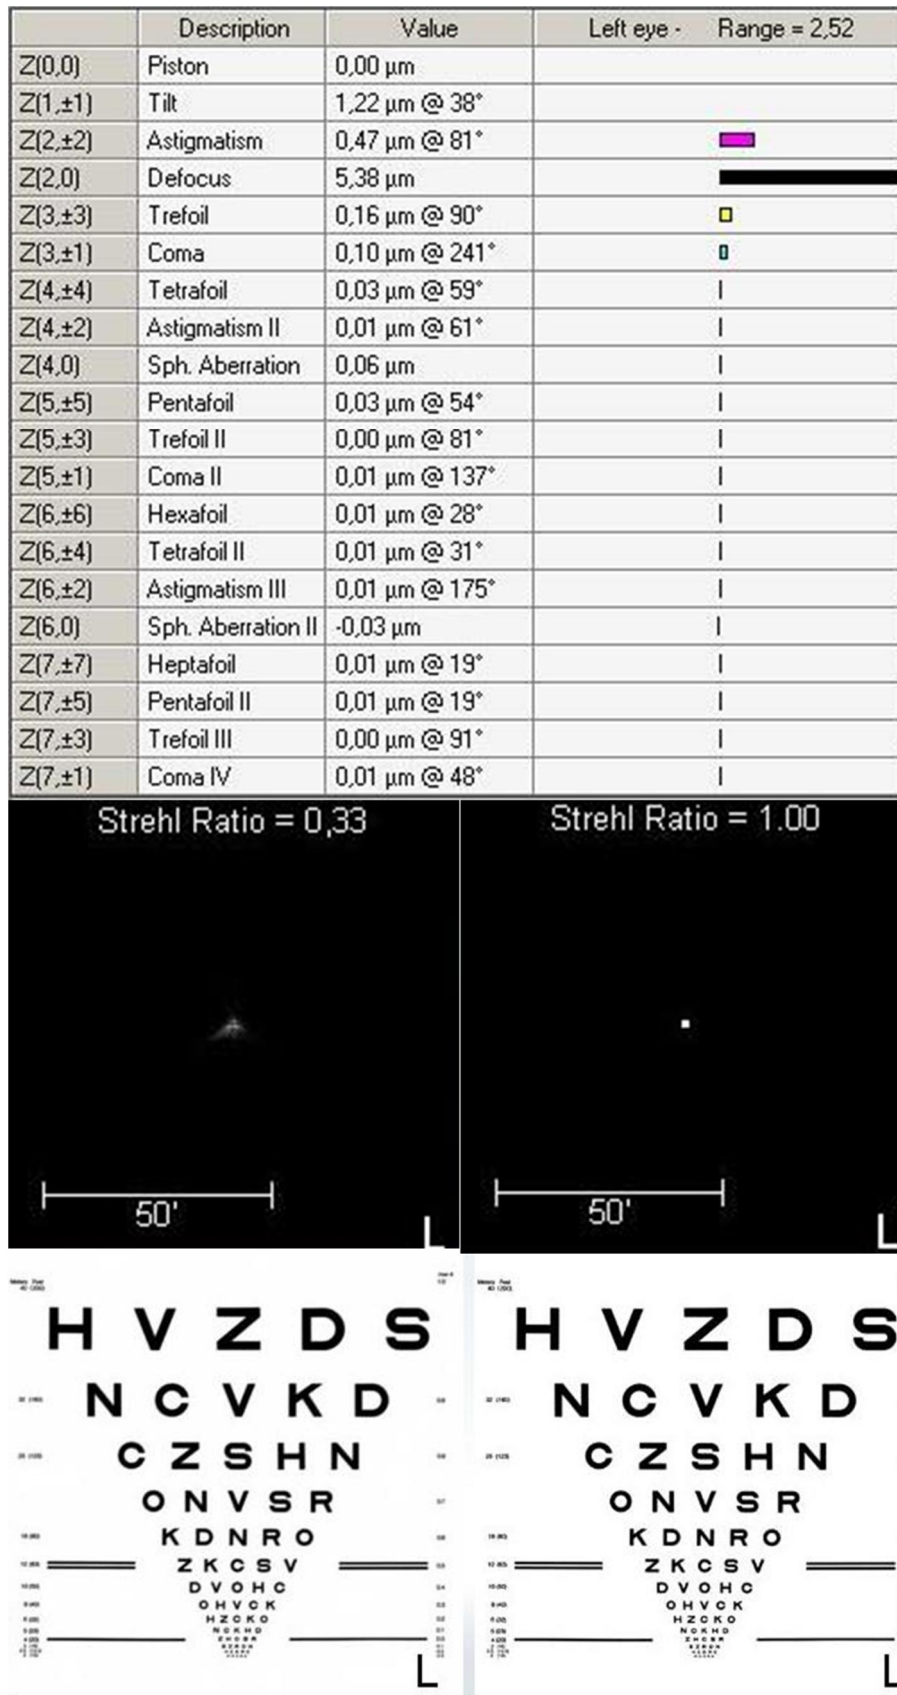 Description Value Left eye - Range = 2,52
Z(0,0) Piston 0,00 µm
Z(1,±1) Tilt 1,22 µm @ 38°
Z(2,±2) Astigmatism 0,47 µm @ 81°
Z(2,0) Defocus 5,38 µm
Z(3,±3) Trefoil 0,16 µm @ 90°
Z(3,±1) Coma 0,10 µm @ 241°
Z(4,±4) Tetrafoil 0,03 µm @ 59°
Z(4,±2) Astigmatism II 0,01 µm @ 61°
Z(4,0) Sph. Aberration 0,06 µm
Z(5,±5) Pentafoil 0,03 µm @ 54°
Z(5,±3) Trefoil II 0,00 µm @ 81°
Z(5,±1) Coma II 0,01 µm @ 137°
Z(6,±6) Hexafoil 0,01 µm @ 28°
Z(6,±4) Tetrafoil II 0,01 µm @ 31°
Z(6,±2) Astigmatism III 0,01 µm @ 175°
Z(6,0) Sph. Aberration II -0,03 µm
Z(7,±7) Heptafoil 0,01 µm @ 19°
Z(7,±5) Pentafoil II 0,01 µm @ 19°
Z(7,±3) Trefoil III 0,00 µm @ 91°
Z(7,±1) Coma IV 0,01 µm @ 48°
Strehl Ratio = 0,33
50'
L
Strehl Ratio = 1.00
50'
L
H V Z D S
N C V K D
C Z S H N
O N V S R
K D N R O
Z K C S V
D V O H C
O H V C K
H Z C K O
N C K H D
Z H C S R
L
H V Z D S
N C V K D
C Z S H N
O N V S R
K D N R O
Z K C S V
D V O H C
O H V C K
H Z C K O
N C K H D
Z H C S R
L